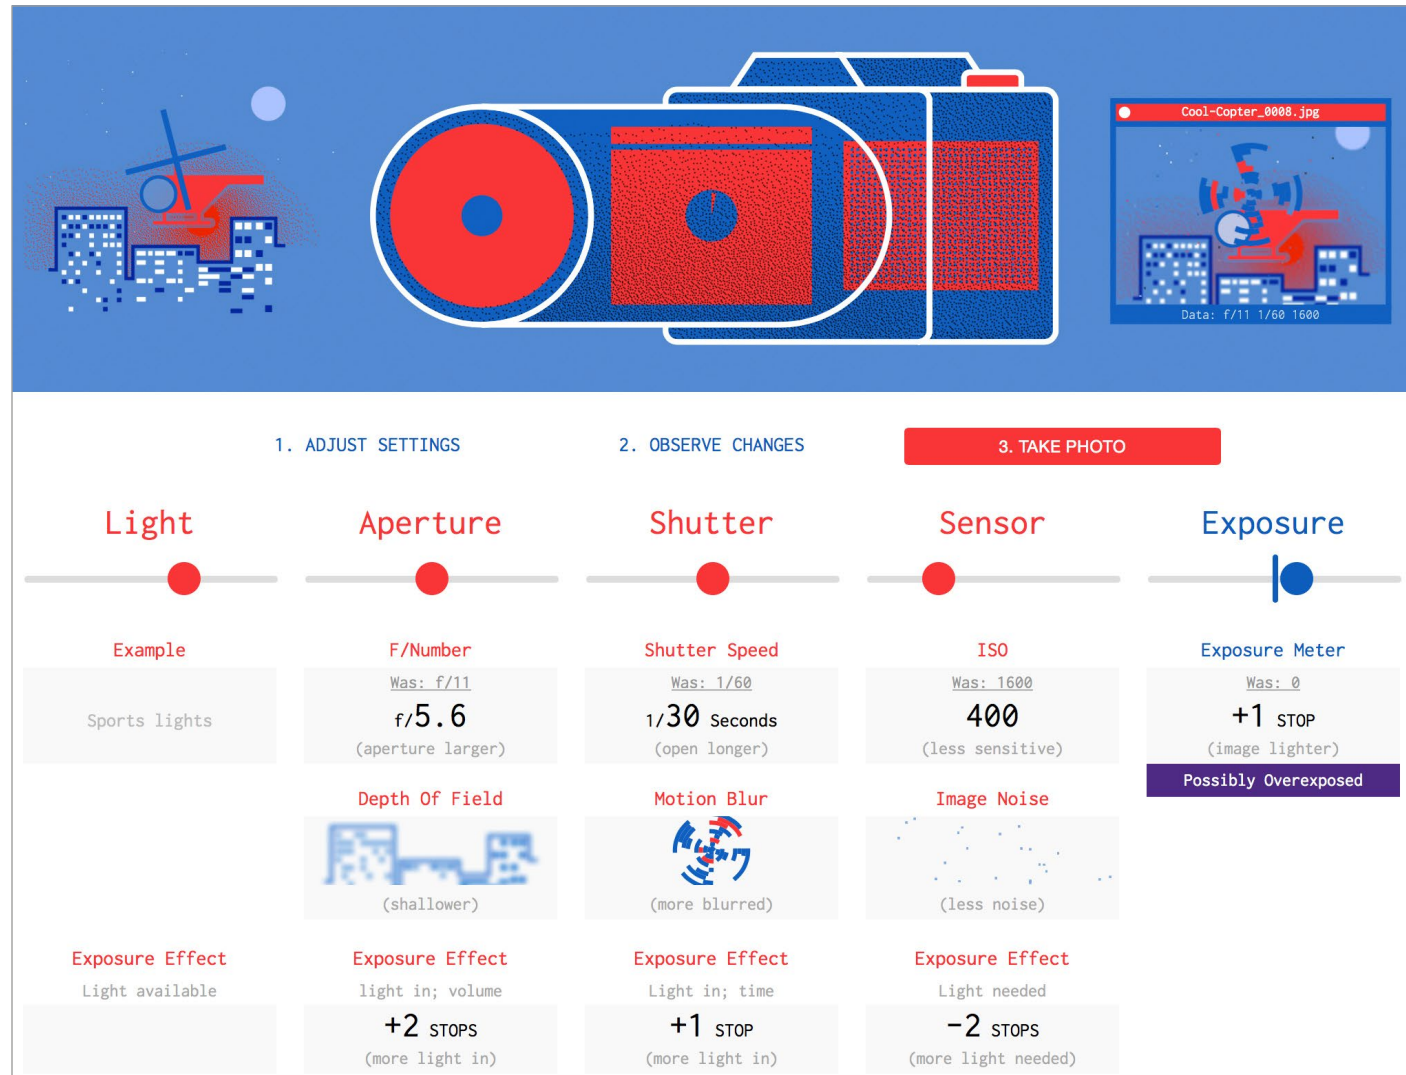 Cool-Copter_0008.jpg
Data: f/11 1/60 1600
1. ADJUST SETTINGS
2. OBSERVE CHANGES
3. TAKE PHOTO
Light
Example
Sports lights
Exposure Effect
Light available
Aperture
F/Number
Was: f/11
f/5.6
(aperture larger)
Depth Of Field
(shallower)
Exposure Effect
light in; volume
+2 STOPS
(more light in)
Shutter
Shutter Speed
Was: 1/60
1/30 Seconds
(open longer)
Motion Blur
(more blurred)
Exposure Effect
Light in; time
+1 STOP
(more light in)
Sensor
ISO
Was: 1600
400
(less sensitive)
Image Noise
(less noise)
Exposure Effect
Light needed
-2 STOPS
(more light needed)
Exposure
Exposure Meter
Was: 0
+1 STOP
(image lighter)
Possibly Overexposed